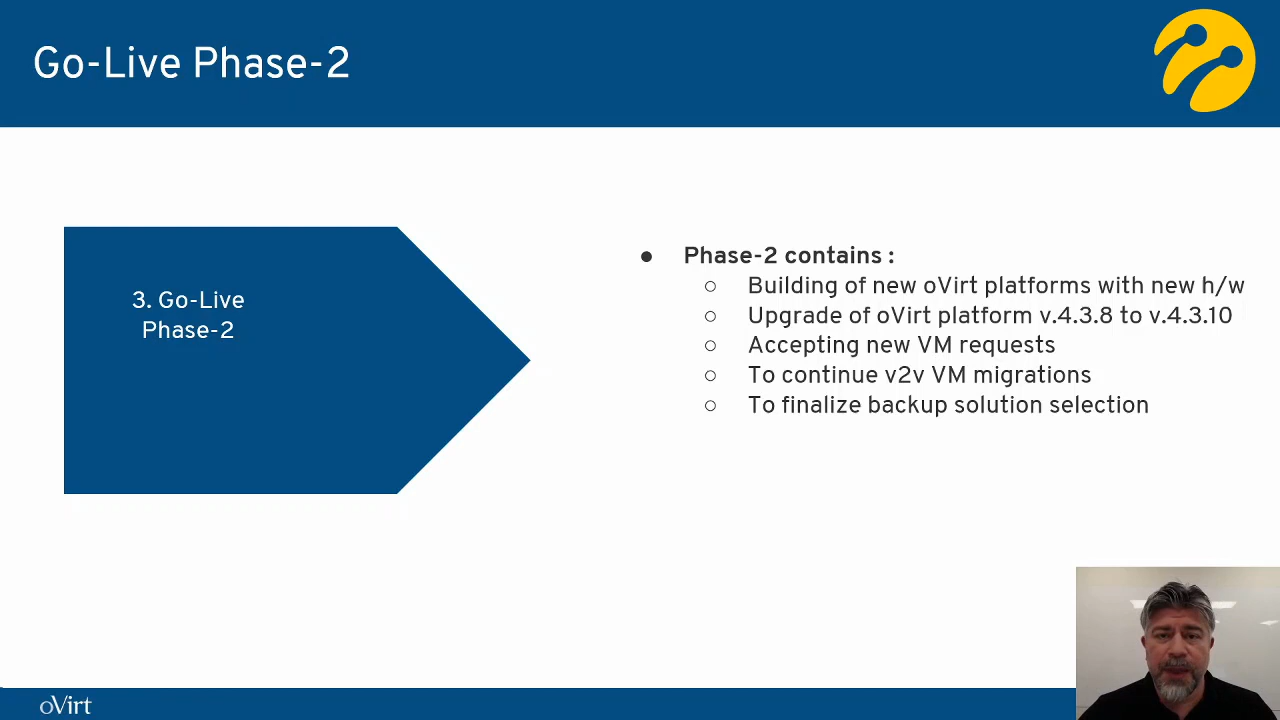 Go-Live Phase-2
3. Go-Live
Phase-2
● Phase-2 contains :
○ Building of new oVirt platforms with new h/w
○ Upgrade of oVirt platform v.4.3.8 to v.4.3.10
○ Accepting new VM requests
○ To continue v2v VM migrations
○ To finalize backup solution selection
oVirt